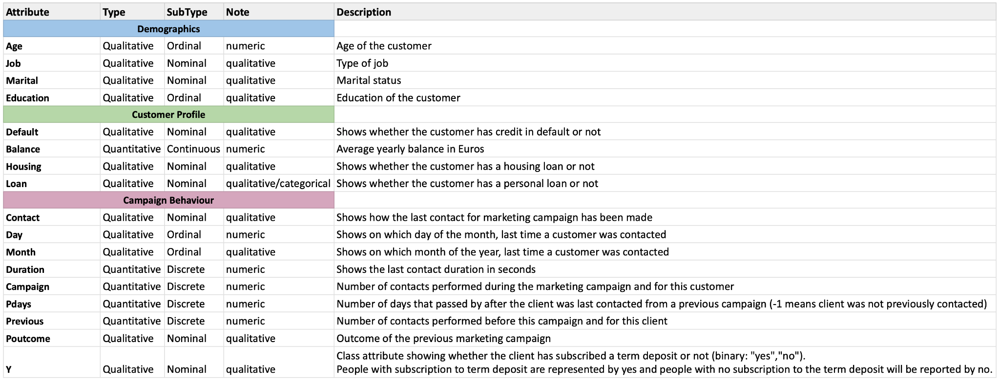 Attribute Type SubType Note Description
Demographics
Age Qualitative Ordinal numeric Age of the customer
Job Qualitative Nominal qualitative Type of job
Marital Qualitative Nominal qualitative Marital status
Education Qualitative Ordinal qualitative Education of the customer
Customer Profile
Default Qualitative Nominal qualitative Shows whether the customer has credit in default or not
Balance Quantitative Continuous numeric Average yearly balance in Euros
Housing Qualitative Nominal qualitative Shows whether the customer has a housing loan or not
Loan Qualitative Nominal qualitative/categorical Shows whether the customer has a personal loan or not
Campaign Behaviour
Contact Qualitative Nominal qualitative Shows how the last contact for marketing campaign has been made
Day Qualitative Ordinal numeric Shows on which day of the month, last time a customer was contacted
Month Qualitative Ordinal qualitative Shows on which month of the year, last time a customer was contacted
Duration Quantitative Discrete numeric Shows the last contact duration in seconds
Campaign Quantitative Discrete numeric Number of contacts performed during the marketing campaign and for this customer
Pdays Quantitative Discrete numeric Number of days that passed by after the client was last contacted from a previous campaign (-1 means client was not previously contacted)
Previous Quantitative Discrete numeric Number of contacts performed before this campaign and for this client
Poutcome Qualitative Nominal qualitative Outcome of the previous marketing campaign
Class attribute showing whether the client has subscribed a term deposit or not (binary: "yes","no").
Y Qualitative Nominal qualitative People with subscription to term deposit are represented by yes and people with no subscription to the term deposit will be reported by no.